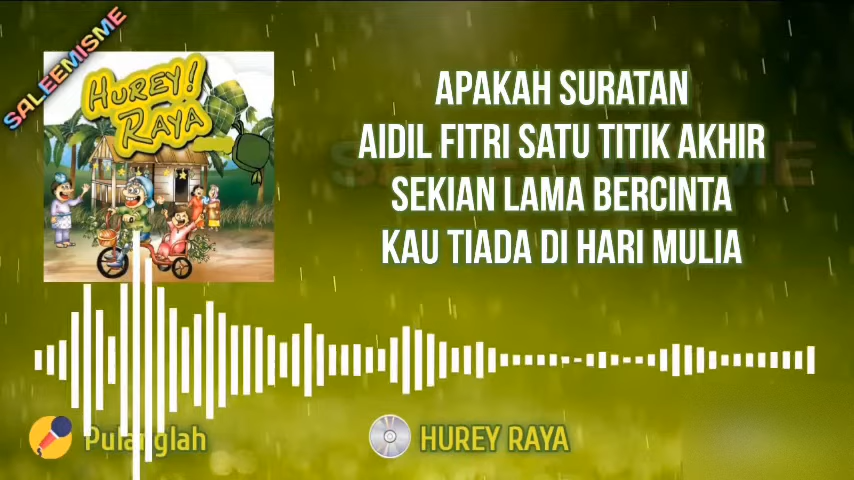 SALEEMISME
HUREY!
RAYA
APAKAH SURATAN
AIDIL FITRI SATU TITIK AKHIR
SEKIAN LAMA BERCINTA
KAU TIADA DI HARI MULIA
SALEEMISME
Pulanglah
HUREY RAYA